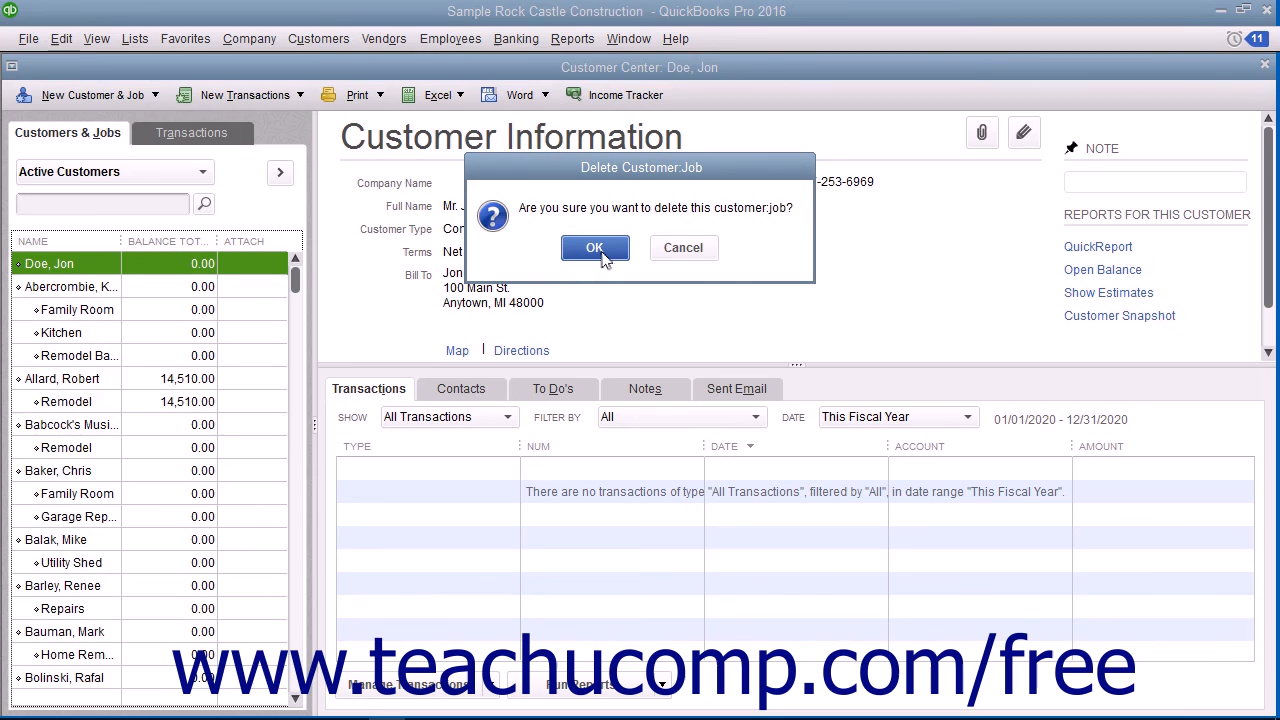 Sample Rock Castle Construction - QuickBooks Pro 2016
File Edit View Lists Favorites Company Customers Vendors Employees Banking Reports Window Help 11
Customer Center: Doe, Jon
New Customer & Job New Transactions Print Excel Word Income Tracker
Customers & Jobs Transactions
Active Customers
NAME BALANCE TOT... ATTACH
Doe, Jon 0.00
Abercrombie, K... 0.00
Family Room 0.00
Kitchen 0.00
Remodel Ba... 0.00
Allard, Robert 14,510.00
Remodel 14,510.00
Babcock's Musi... 0.00
Remodel 0.00
Baker, Chris 0.00
Family Room 0.00
Garage Rep... 0.00
Balak, Mike 0.00
Utility Shed 0.00
Barley, Renee 0.00
Repairs 0.00
Bauman, Mark 0.00
Home Rem... 0.00
Bolinski, Rafal 0.00
Customer Information
Company Name -253-6969
Full Name Mr.
Customer Type
Terms Net
Bill To Jon
100 Main St.
Anytown, MI 48000
Map Directions
Delete Customer:Job
Are you sure you want to delete this customer:job?
OK Cancel
NOTE
REPORTS FOR THIS CUSTOMER
QuickReport
Open Balance
Show Estimates
Customer Snapshot
Transactions Contacts To Do's Notes Sent Email
SHOW All Transactions FILTER BY All DATE This Fiscal Year 01/01/2020 - 12/31/2020
TYPE NUM DATE ACCOUNT AMOUNT
There are no transactions of type "All Transactions", filtered by "All", in date range "This Fiscal Year".
Manage Transactions Run Reports
www.teachucomp.com/free